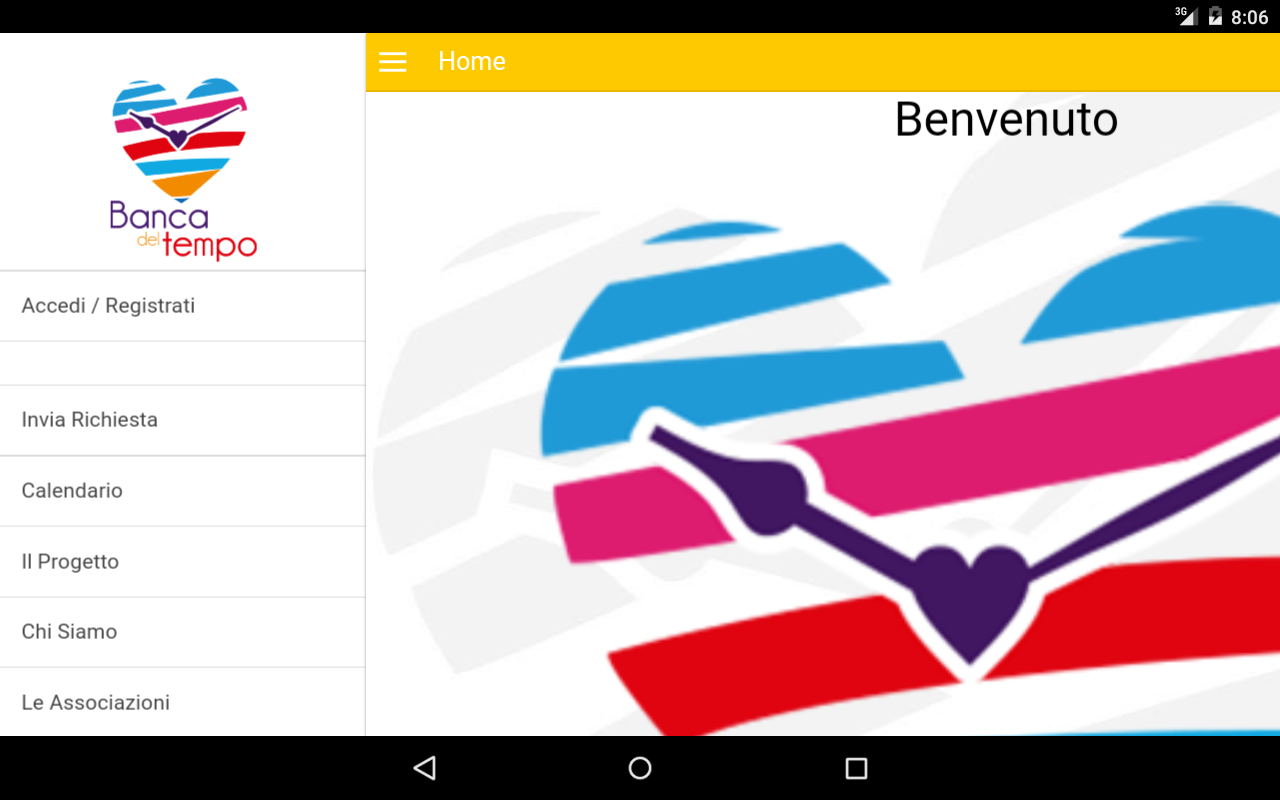 3G 8:06
Home
Benvenuto
Banca
del tempo
Accedi / Registrati
Invia Richiesta
Calendario
Il Progetto
Chi Siamo
Le Associazioni